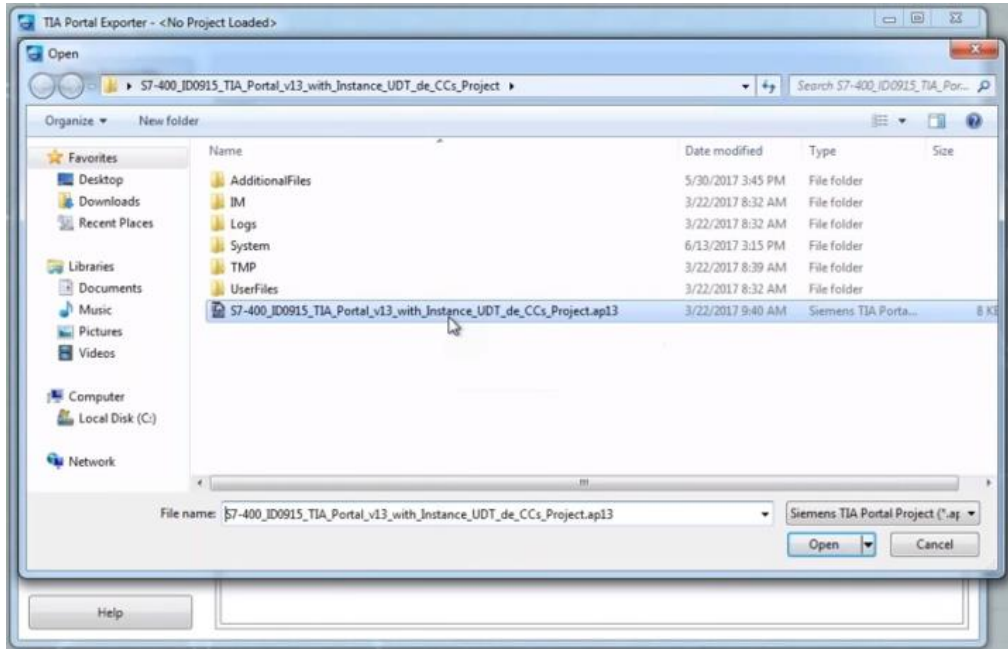 TIA Portal Exporter - <No Project Loaded>
Open
S7-400_ID0915_TIA_Portal_v13_with_Instance_UDT_de_CCs_Project
Search S7-400_ID0915_TIA_Por...
Organize
New folder
Name Date modified Type Size
Favorites
Desktop
Downloads
Recent Places
Libraries
Documents
Music
Pictures
Videos
Computer
Local Disk (C:)
Network
AdditionalFiles 5/30/2017 3:45 PM File folder
IM 3/22/2017 8:32 AM File folder
Logs 3/22/2017 8:32 AM File folder
System 6/13/2017 3:15 PM File folder
TMP 3/22/2017 8:39 AM File folder
UserFiles 3/22/2017 8:32 AM File folder
S7-400_ID0915_TIA_Portal_v13_with_Instance_UDT_de_CCs_Project.ap13 3/22/2017 9:40 AM Siemens TIA Porta... 8 KB
File name: S7-400_ID0915_TIA_Portal_v13_with_Instance_UDT_de_CCs_Project.ap13
Siemens TIA Portal Project (*.ap
Open Cancel
Help